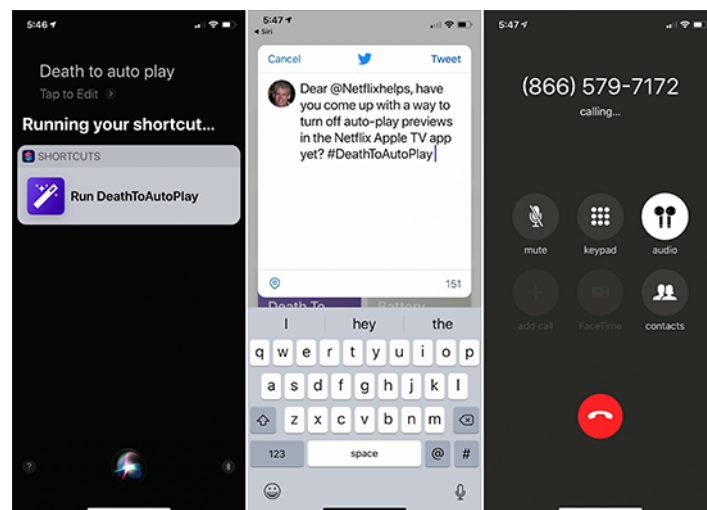 5:46
Death to auto play
Tap to Edit
Running your shortcut...
SHORTCUTS
Run DeathToAutoPlay
?
5:47
Siri
Cancel
Tweet
Dear @Netflixhelps, have
you come up with a way to
turn off auto-play previews
in the Netflix Apple TV app
yet? #DeathToAutoPlay
151
Death To
Battery
I hey the
q w e r t y u i o p
a s d f g h j k l
z x c v b n m
123 space @ #
5:47
(866) 579-7172
calling...
mute keypad audio
add call FaceTime contacts